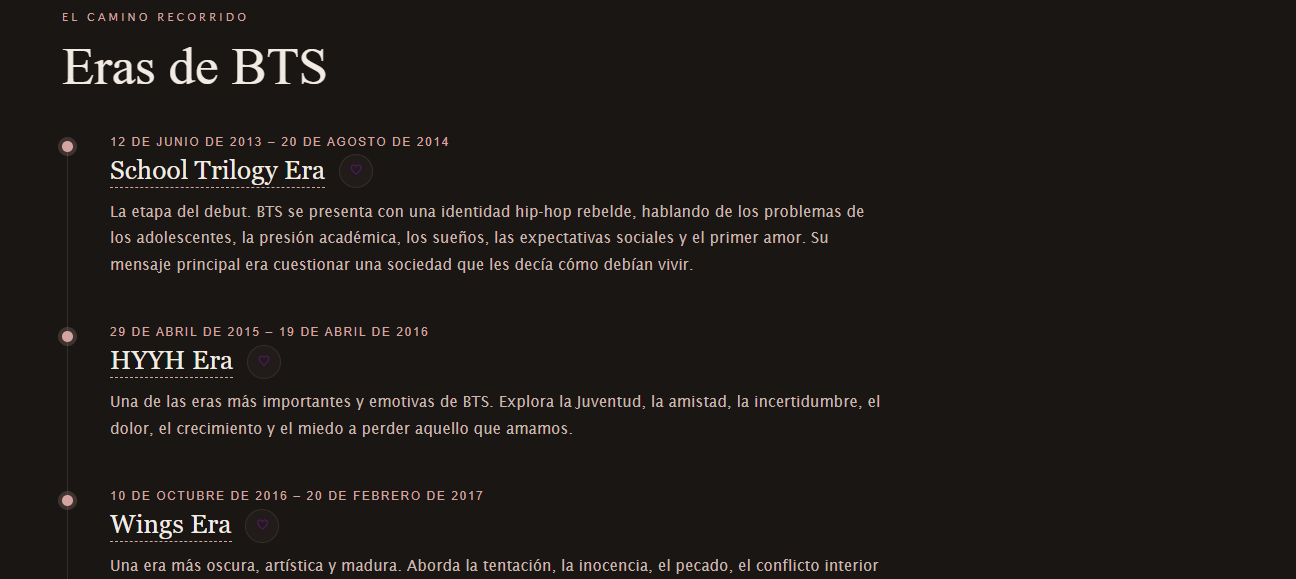 EL CAMINO RECORRIDO
Eras de BTS
12 DE JUNIO DE 2013 – 20 DE AGOSTO DE 2014
School Trilogy Era
La etapa del debut. BTS se presenta con una identidad hip-hop rebelde, hablando de los problemas de
los adolescentes, la presión académica, los sueños, las expectativas sociales y el primer amor. Su
mensaje principal era cuestionar una sociedad que les decía cómo debían vivir.
29 DE ABRIL DE 2015 – 19 DE ABRIL DE 2016
HYYH Era
Una de las eras más importantes y emotivas de BTS. Explora la Juventud, la amistad, la incertidumbre, el
dolor, el crecimiento y el miedo a perder aquello que amamos.
10 DE OCTUBRE DE 2016 – 20 DE FEBRERO DE 2017
Wings Era
Una era más oscura, artística y madura. Aborda la tentación, la inocencia, el pecado, el conflicto interior